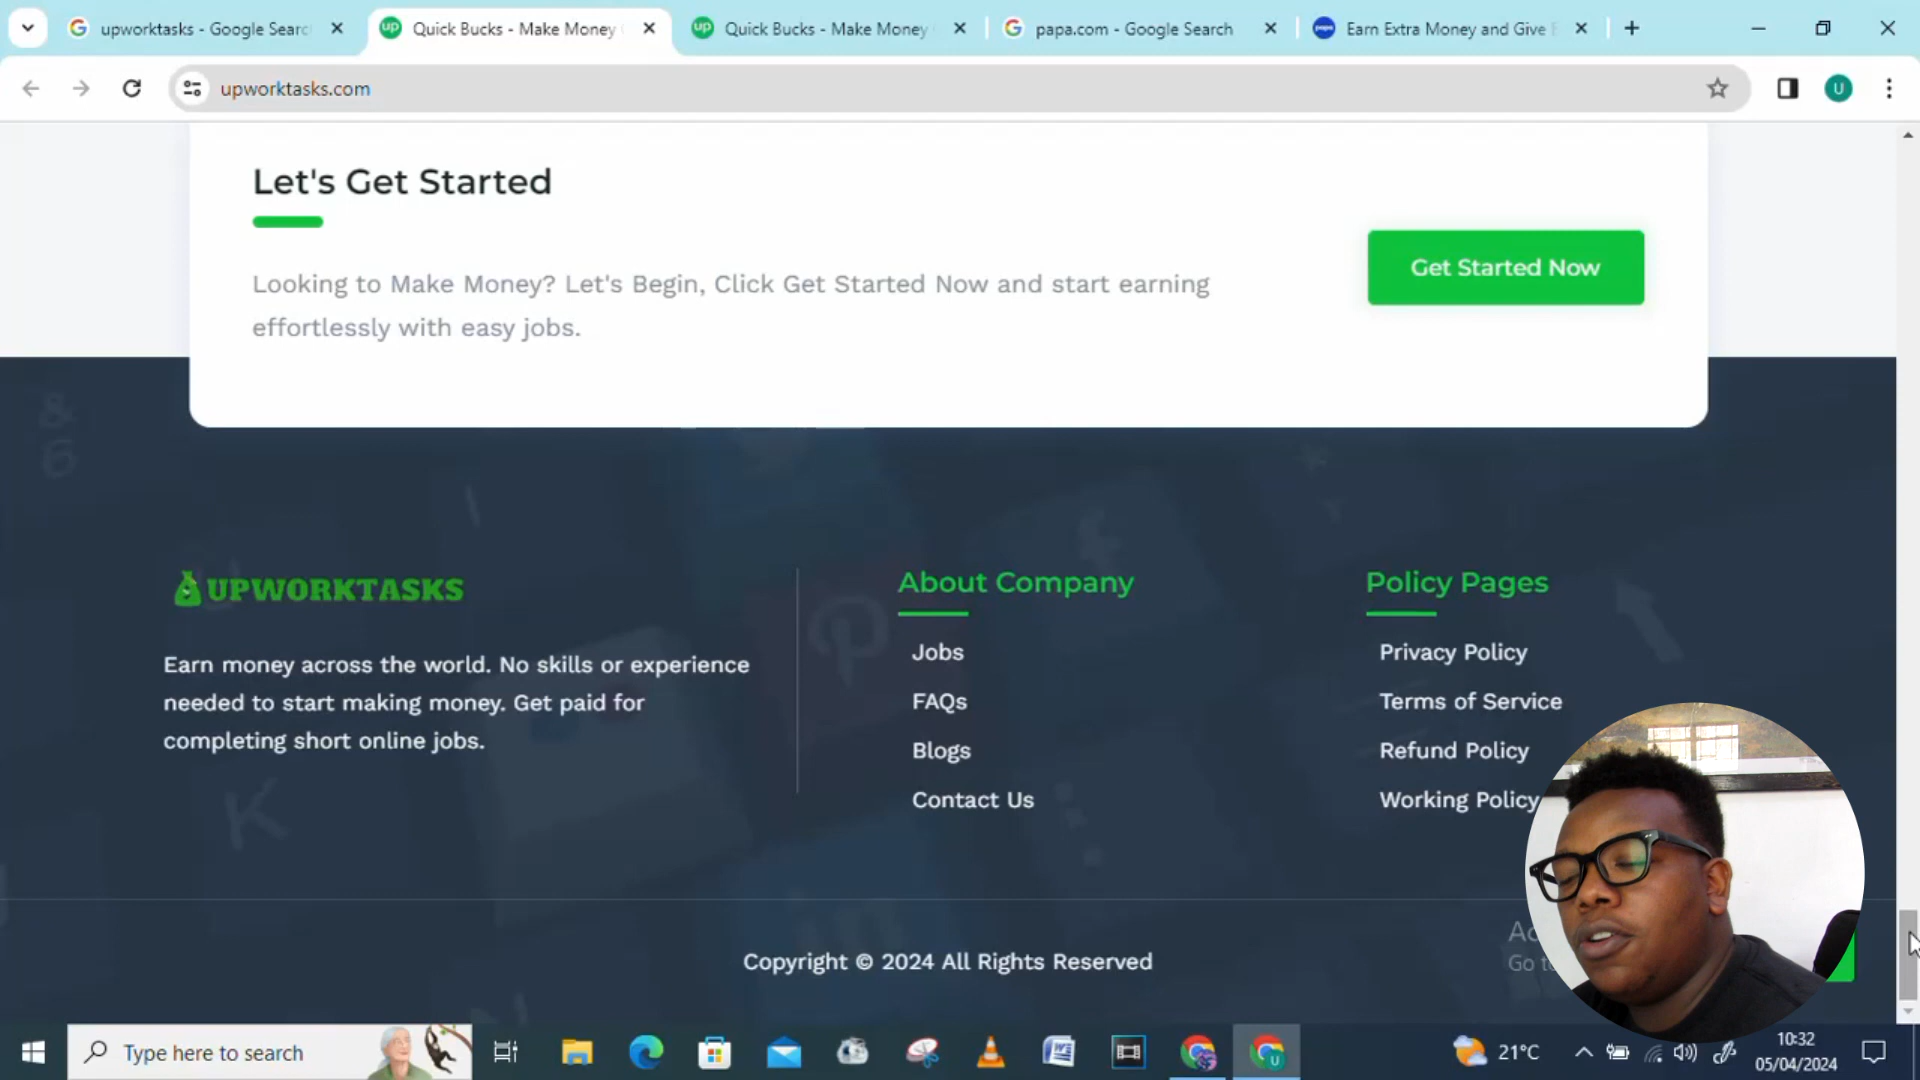 upworktasks - Google Searc
Quick Bucks - Make Money
Quick Bucks - Make Money
papa.com - Google Search
Earn Extra Money and Give
upworktasks.com
U
Let's Get Started
Looking to Make Money? Let's Begin, Click Get Started Now and start earning
effortlessly with easy jobs.
Get Started Now
UPWORKTASKS
Earn money across the world. No skills or experience
needed to start making money. Get paid for
completing short online jobs.
About Company
Jobs
FAQs
Blogs
Contact Us
Policy Pages
Privacy Policy
Terms of Service
Refund Policy
Working Policy
Copyright © 2024 All Rights Reserved
Go to
Type here to search
21°C
10:32
05/04/2024